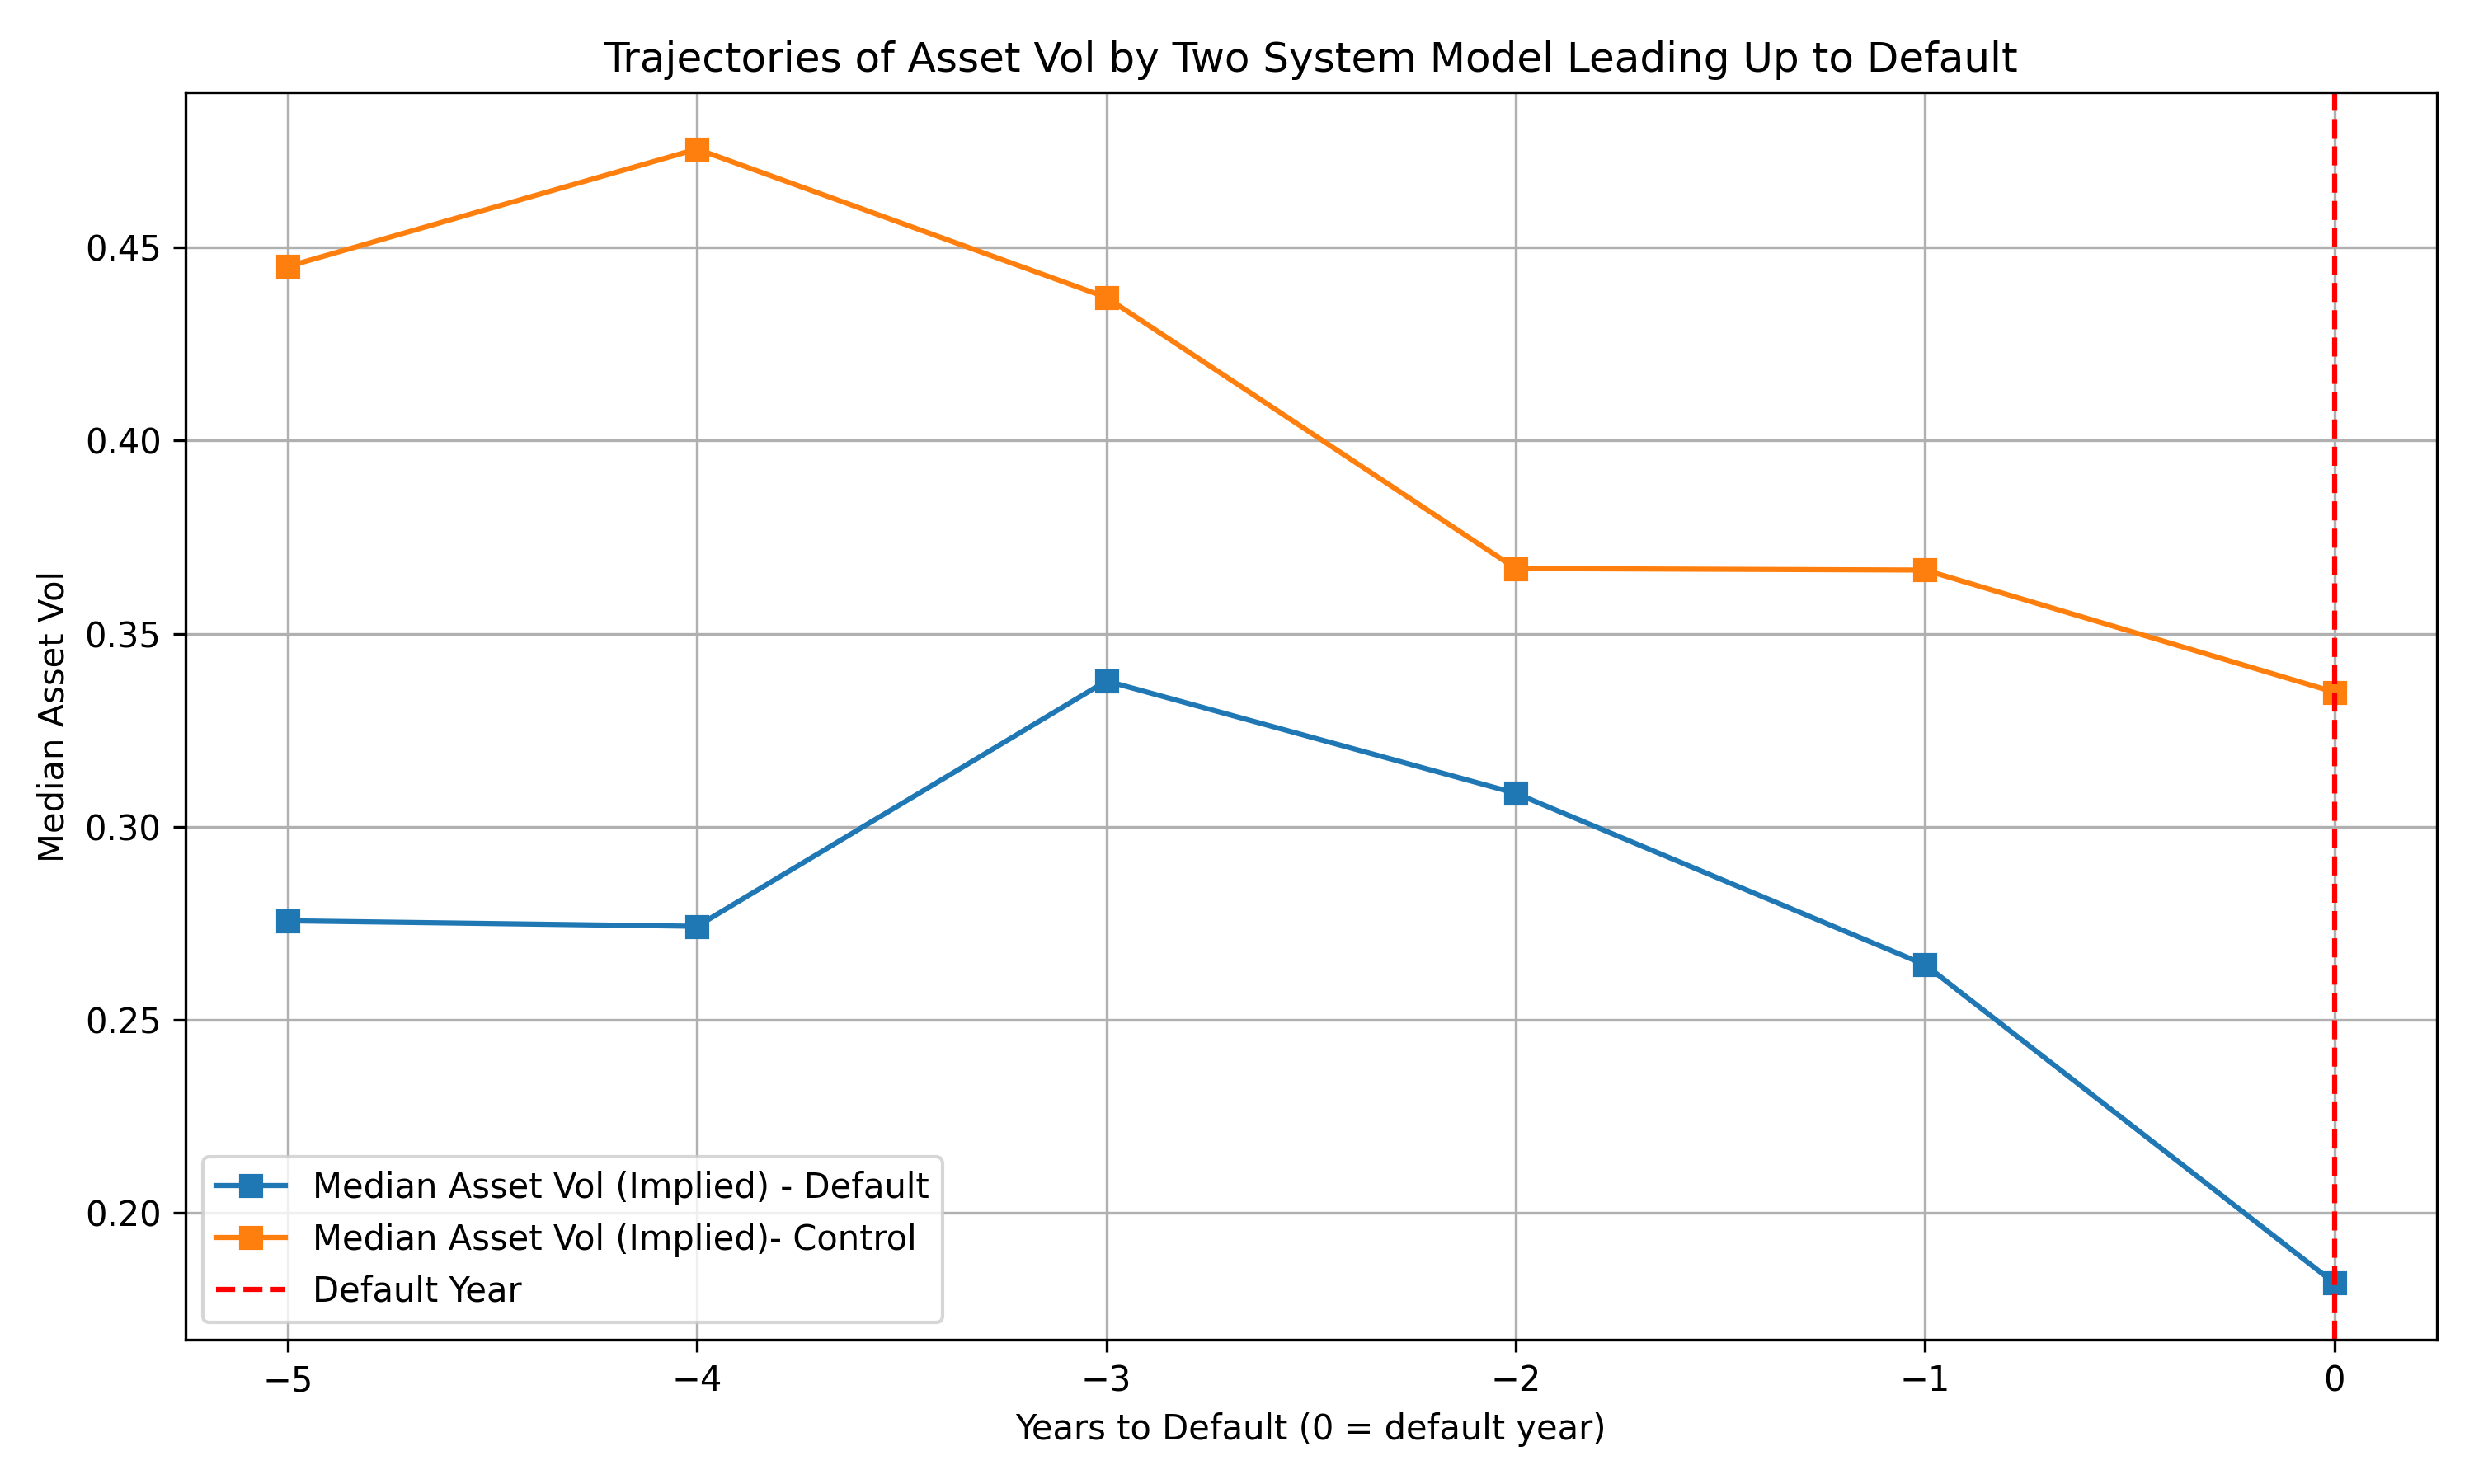 Trajectories of Asset Vol by Two System Model Leading Up to Default
Median Asset Vol
0.45
0.40
0.35
0.30
0.25
0.20
Median Asset Vol (Implied) - Default
Median Asset Vol (Implied)- Control
Default Year
−5 −4 −3 −2 −1 0
Years to Default (0 = default year)